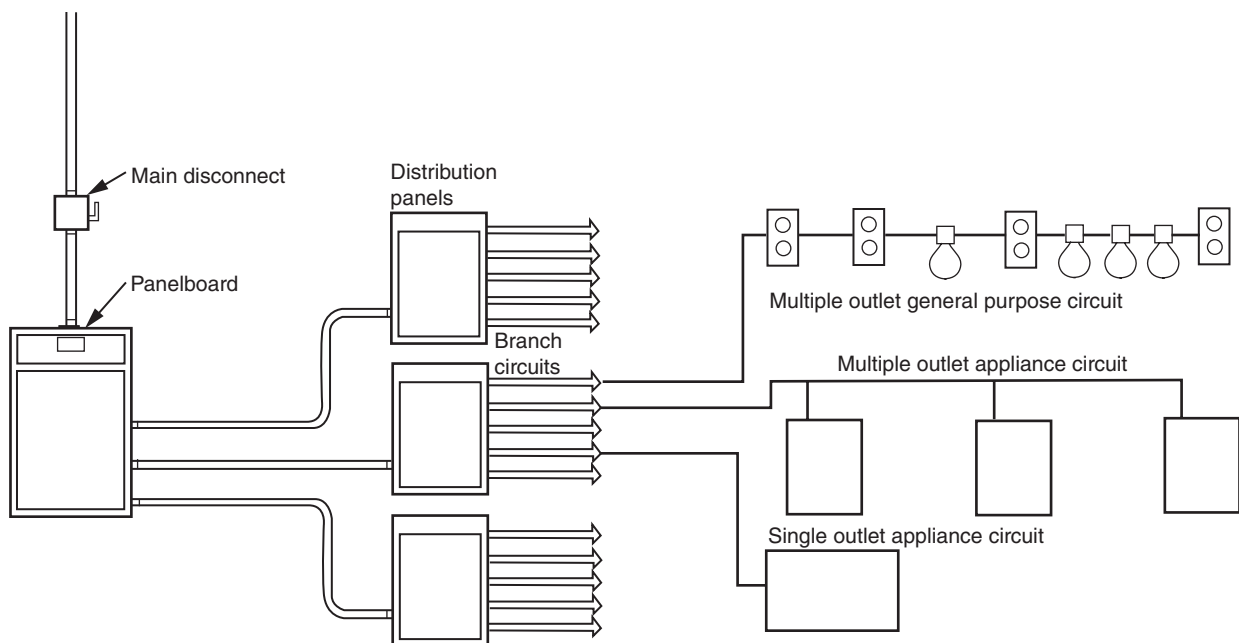 Main disconnect
Panelboard
Distribution
panels
Branch
circuits
Multiple outlet general purpose circuit
Multiple outlet appliance circuit
Single outlet appliance circuit